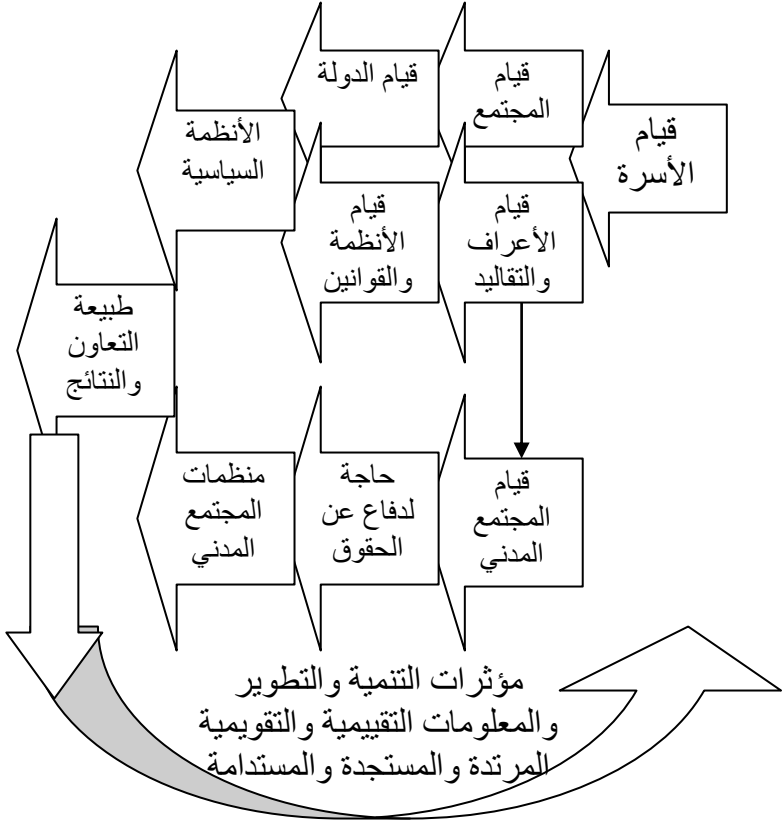 قيام
الأسرة
قيام
المجتمع
قيام الدولة
قيام
الأعراف
والتقاليد
قيام
الأنظمة
والقوانين
الأنظمة
السياسية
قيام
المجتمع
المدني
حاجة
لدفاع عن
الحقوق
منظمات
المجتمع
المدني
طبيعة
التعاون
والنتائج
مؤثرات التنمية والتطوير
والمعلومات التقييمية والتقويمية
المرتدة والمستجدة والمستدامة